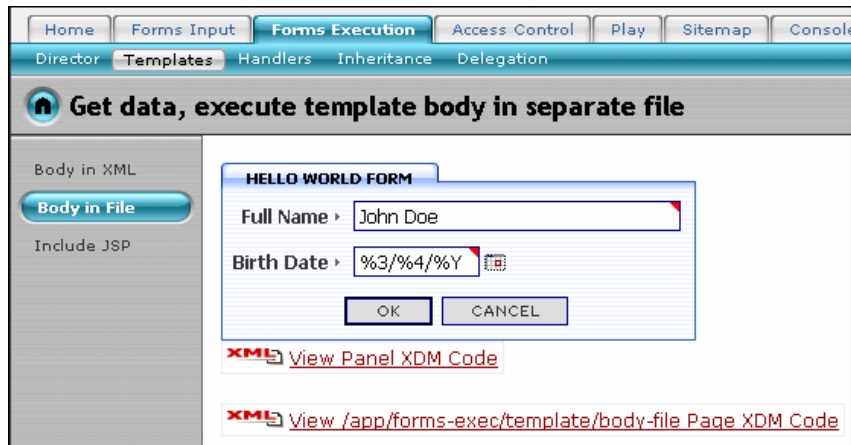 Home Forms Input Forms Execution Access Control Play Sitemap Console
Director Templates Handlers Inheritance Delegation
Get data, execute template body in separate file
Body in XML
Body in File
Include JSP
HELLO WORLD FORM
Full Name John Doe
Birth Date %3/%4/%Y
OK CANCEL
XML View Panel XDM Code
XML View /app/forms-exec/template/body-file Page XDM Code